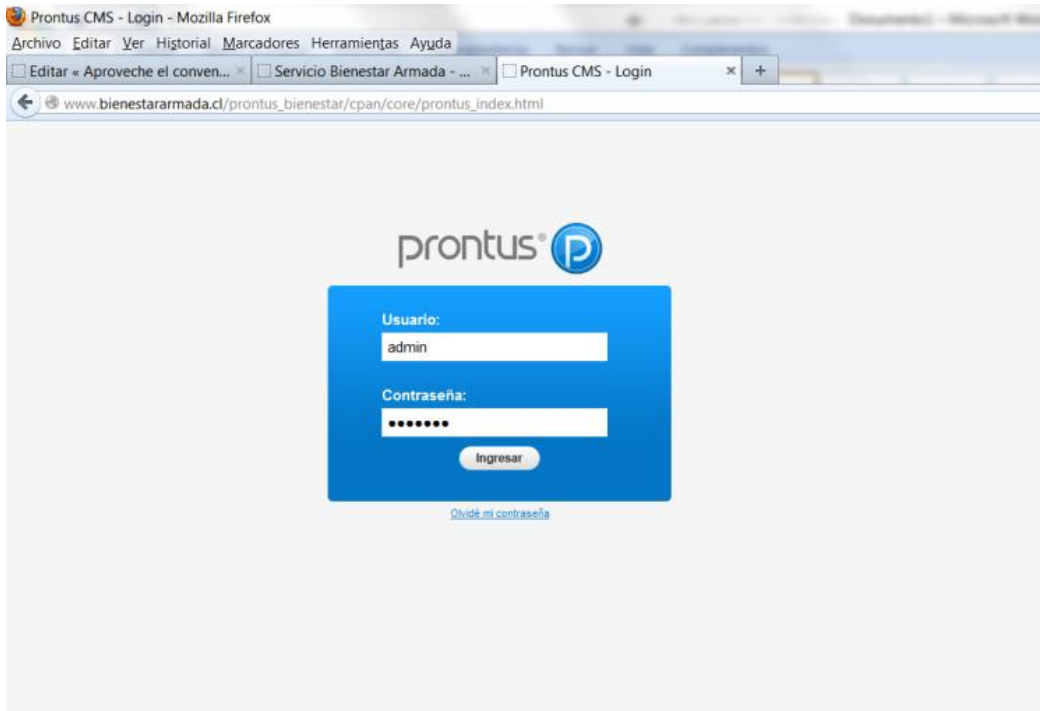 Prontus CMS - Login - Mozilla Firefox
Archivo Editar Ver Historial Marcadores Herramientas Ayuda
Editar « Aproveche el conven... × Servicio Bienestar Armada - ... × Prontus CMS - Login × +
www.bienestararmada.cl/prontus_bienestar/cpan/core/prontus_index.html
prontus® P
Usuario:
admin
Contraseña:
•••••••
Ingresar
Olvidé mi contraseña